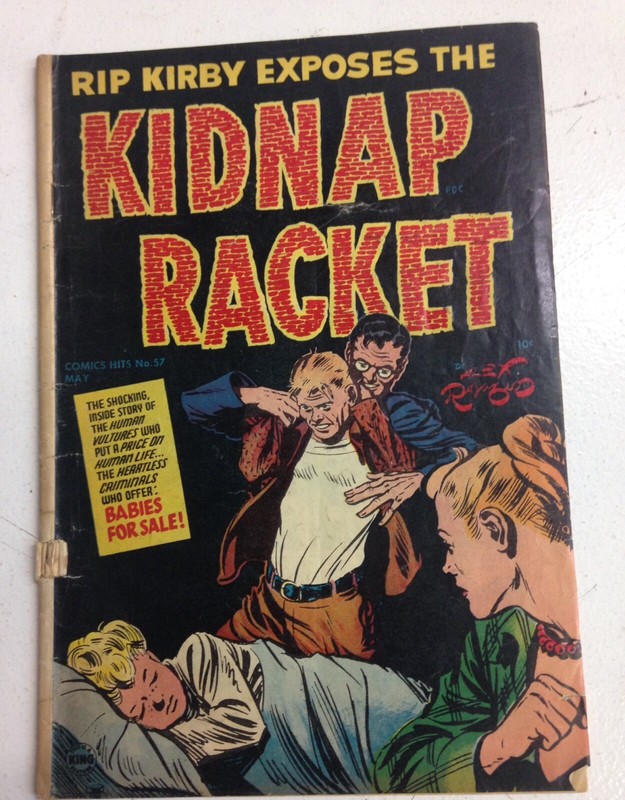 RIP KIRBY EXPOSES THE
KIDNAP
RACKET
COMICS HITS No.57
MAY
10¢
THE SHOCKING,
INSIDE STORY OF
THE HUMAN
VULTURES WHO
PUT A PRICE ON
HUMAN LIFE...
THE HEARTLESS
CRIMINALS
WHO OFFER:
BABIES
FOR SALE!
ALEX
RAYMOND
KING